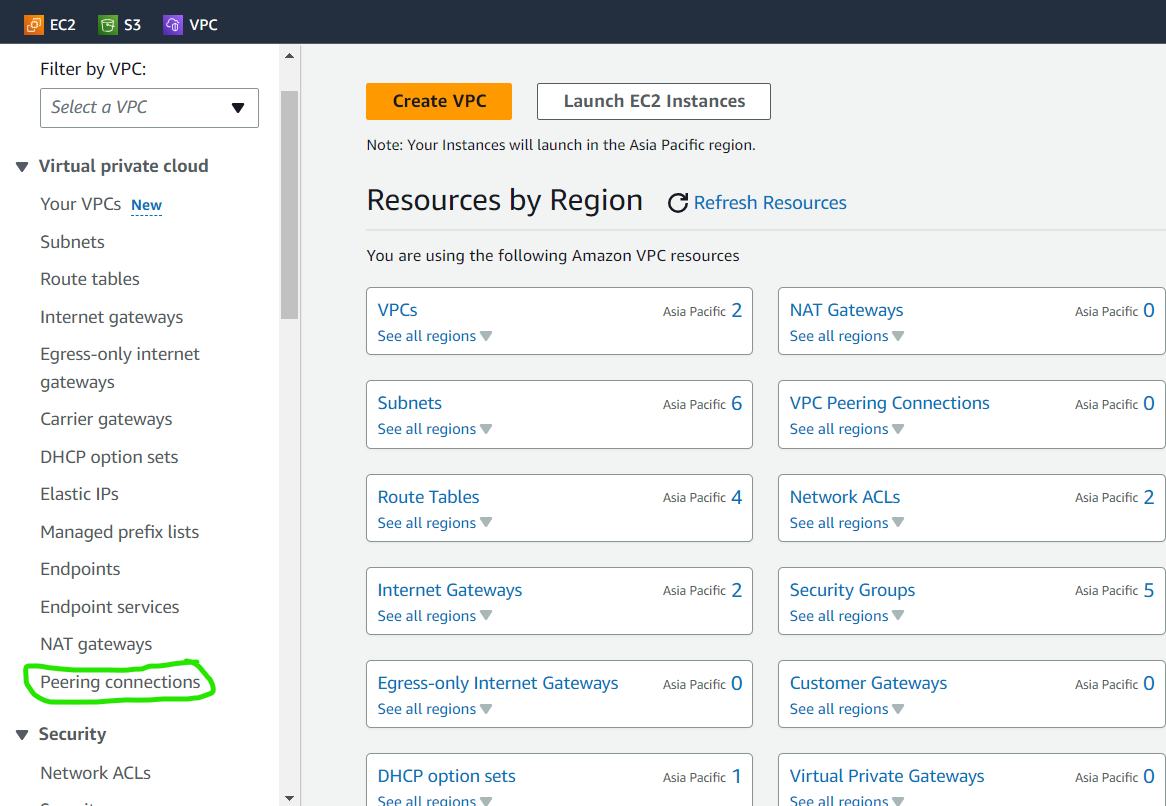 EC2 S3 VPC
Filter by VPC:
Select a VPC
Virtual private cloud
Your VPCs New
Subnets
Route tables
Internet gateways
Egress-only internet
gateways
Carrier gateways
DHCP option sets
Elastic IPs
Managed prefix lists
Endpoints
Endpoint services
NAT gateways
Peering connections
Security
Network ACLs
Create VPC Launch EC2 Instances
Note: Your Instances will launch in the Asia Pacific region.
Resources by Region Refresh Resources
You are using the following Amazon VPC resources
VPCs Asia Pacific 2
See all regions
NAT Gateways Asia Pacific 0
See all regions
Subnets Asia Pacific 6
See all regions
VPC Peering Connections Asia Pacific 0
See all regions
Route Tables Asia Pacific 4
See all regions
Network ACLs Asia Pacific 2
See all regions
Internet Gateways Asia Pacific 2
See all regions
Security Groups Asia Pacific 5
See all regions
Egress-only Internet Gateways Asia Pacific 0
See all regions
Customer Gateways Asia Pacific 0
See all regions
DHCP option sets Asia Pacific 1
See all regions
Virtual Private Gateways Asia Pacific 0
See all regions